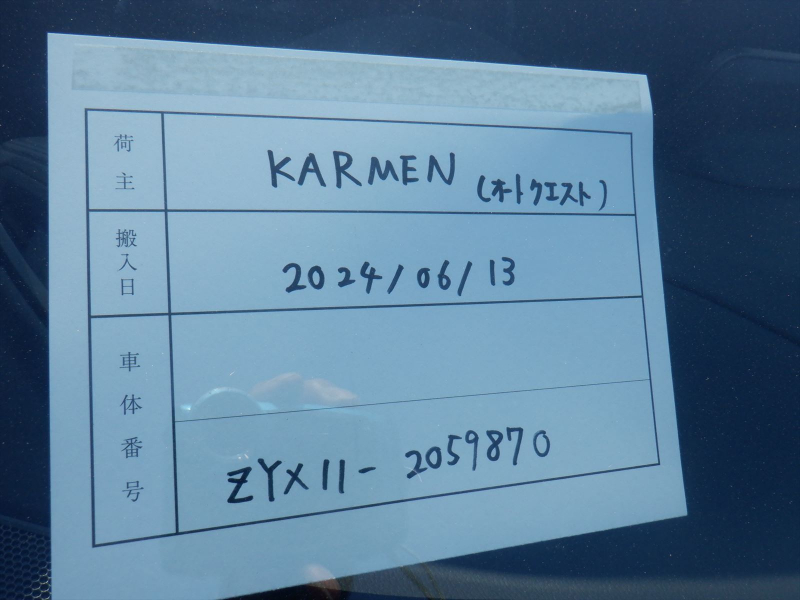 荷主 KARMEN (オートクエスト)
搬入日 2024/06/13
車体番号 ZYX11-2059870